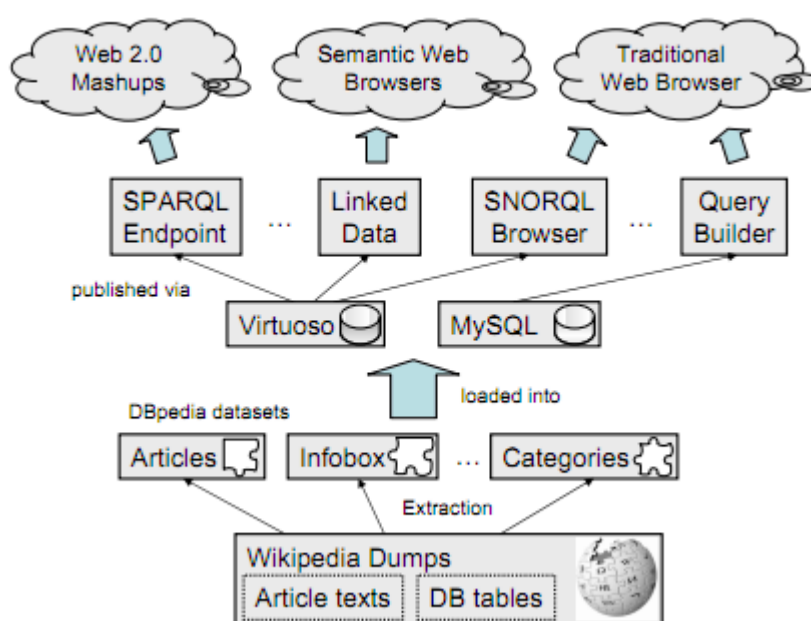 Web 2.0
Mashups
Semantic Web
Browsers
Traditional
Web Browser
SPARQL
Endpoint
...
Linked
Data
SNORQL
Browser
...
Query
Builder
published via
Virtuoso
MySQL
loaded into
DBpedia datasets
Articles
Infobox
...
Categories
Extraction
Wikipedia Dumps
Article texts
DB tables